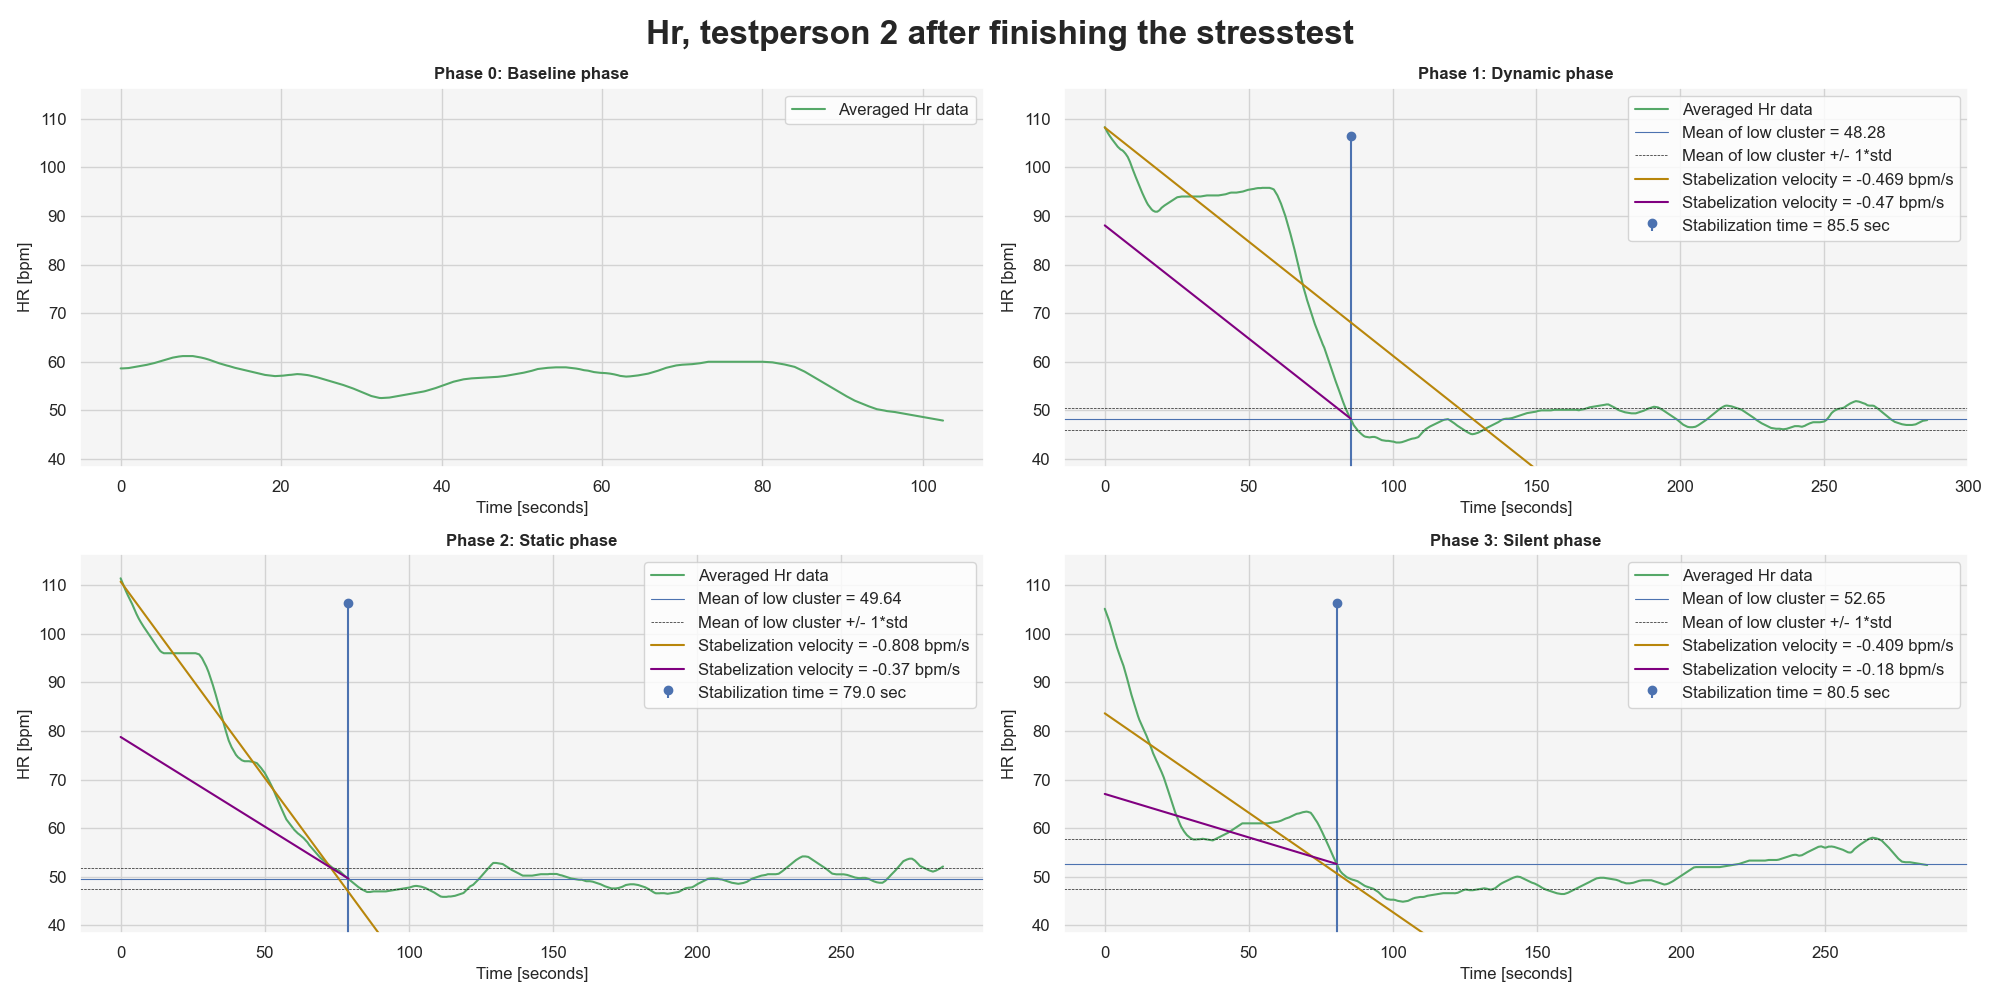 Hr, testperson 2 after finishing the stresstest
Phase 0: Baseline phase
110
100
90
80
70
60
50
40
HR [bpm]
Averaged Hr data
0
20
40
60
80
100
Time [seconds]
Phase 1: Dynamic phase
110
100
90
80
70
60
50
40
HR [bpm]
Averaged Hr data
Mean of low cluster = 48.28
Mean of low cluster +/- 1*std
Stabelization velocity = -0.469 bpm/s
Stabelization velocity = -0.47 bpm/s
Stabilization time = 85.5 sec
0
50
100
150
200
250
300
Time [seconds]
Phase 2: Static phase
110
100
90
80
70
60
50
40
HR [bpm]
Averaged Hr data
Mean of low cluster = 49.64
Mean of low cluster +/- 1*std
Stabelization velocity = -0.808 bpm/s
Stabelization velocity = -0.37 bpm/s
Stabilization time = 79.0 sec
0
50
100
150
200
250
Time [seconds]
Phase 3: Silent phase
110
100
90
80
70
60
50
40
HR [bpm]
Averaged Hr data
Mean of low cluster = 52.65
Mean of low cluster +/- 1*std
Stabelization velocity = -0.409 bpm/s
Stabelization velocity = -0.18 bpm/s
Stabilization time = 80.5 sec
0
50
100
150
200
250
Time [seconds]